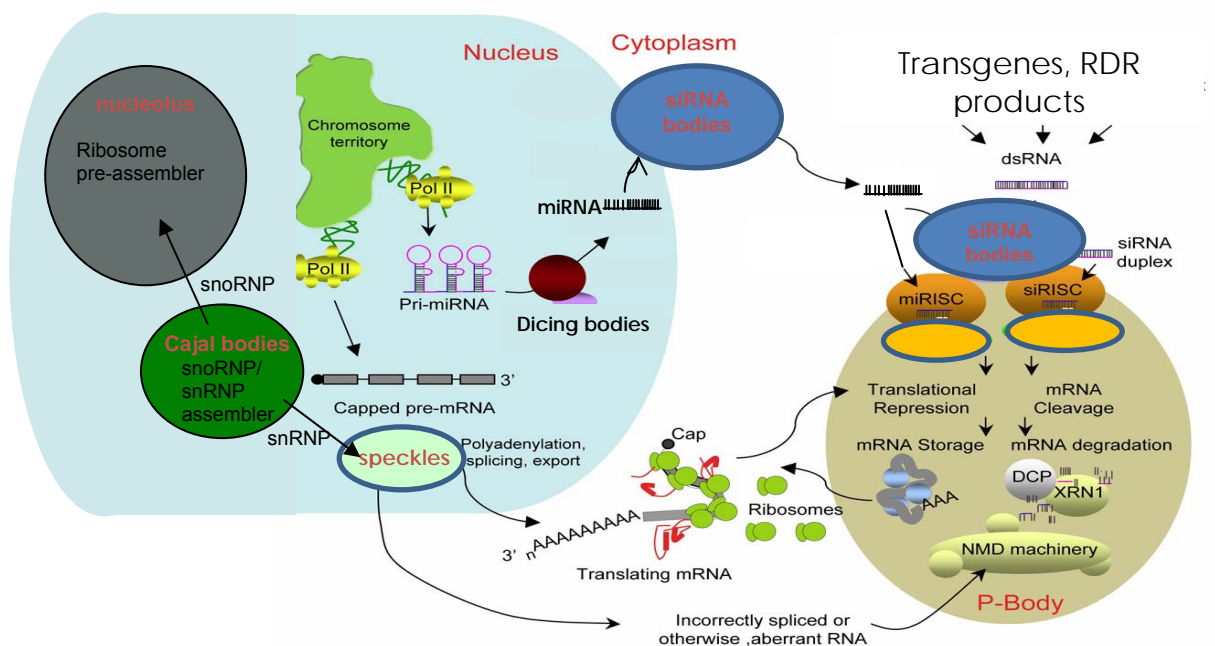 Nucleus
Cytoplasm
nucleolus
Ribosome
pre-assembler
Chromosome
territory
Pol II
Pol II
siRNA
bodies
Transgenes, RDR
products
:
dsRNA
miRNA
siRNA
bodies
siRNA
duplex
snoRNP
Pri-miRNA
Dicing bodies
miRISC
siRISC
Cajal bodies
snoRNP/
snRNP
assembler
3’
Capped pre-mRNA
snRNP
speckles
Polyadenylation,
splicing, export
Translational
Repression
mRNA
Cleavage
mRNA Storage
mRNA degradation
Cap
AAA
DCP
XRN1
Ribosomes
3’ nAAAAAAAAA
Translating mRNA
NMD machinery
P-Body
Incorrectly spliced or
otherwise ,aberrant RNA